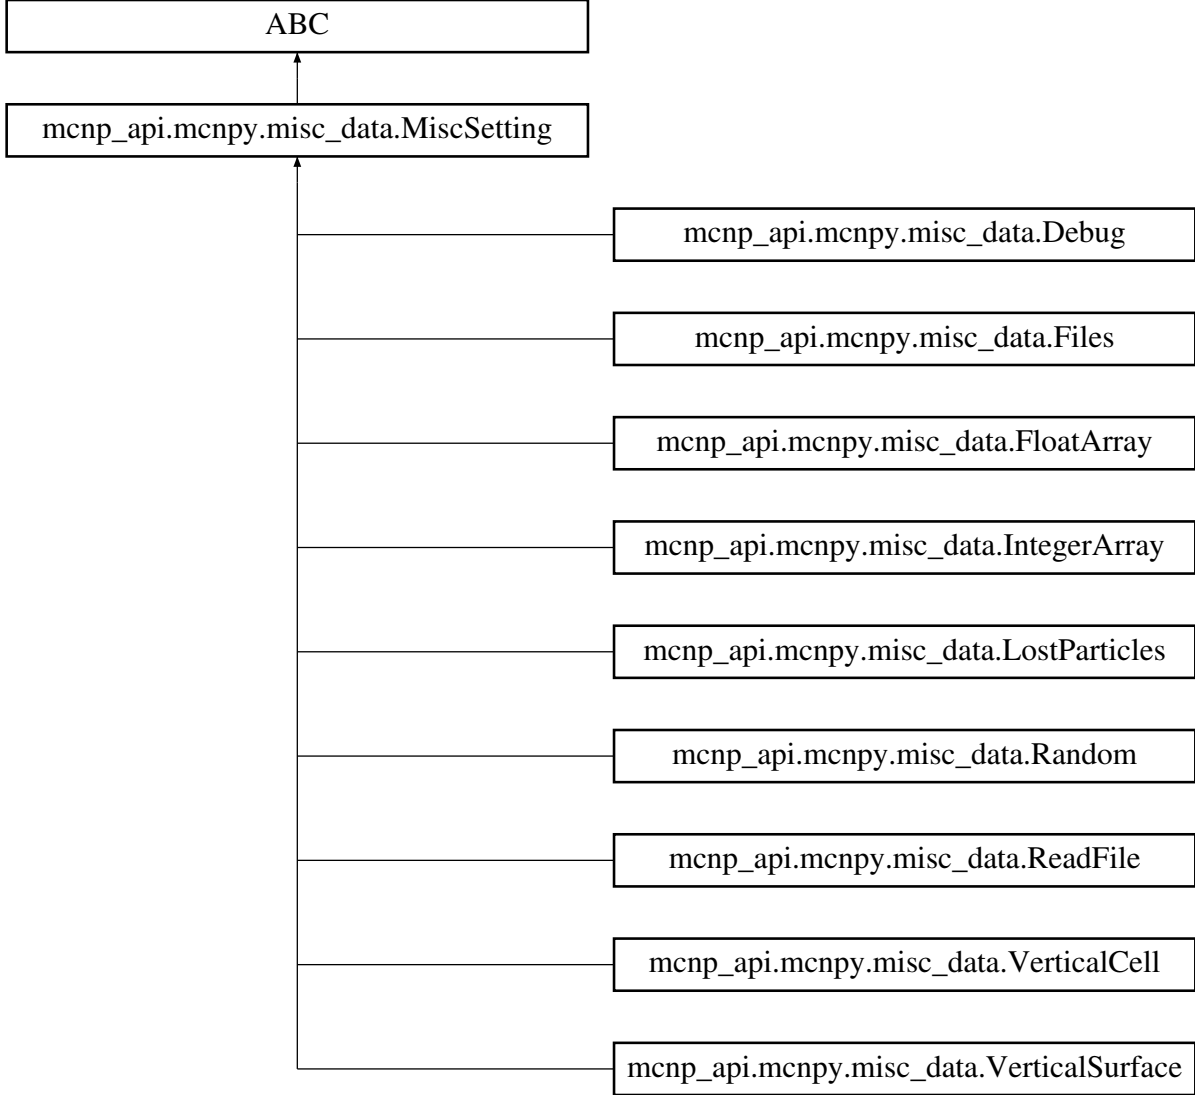 ABC
mcnp_api.mcnpy.misc_data.MiscSetting
mcnp_api.mcnpy.misc_data.Debug
mcnp_api.mcnpy.misc_data.Files
mcnp_api.mcnpy.misc_data.FloatArray
mcnp_api.mcnpy.misc_data.IntegerArray
mcnp_api.mcnpy.misc_data.LostParticles
mcnp_api.mcnpy.misc_data.Random
mcnp_api.mcnpy.misc_data.ReadFile
mcnp_api.mcnpy.misc_data.VerticalCell
mcnp_api.mcnpy.misc_data.VerticalSurface